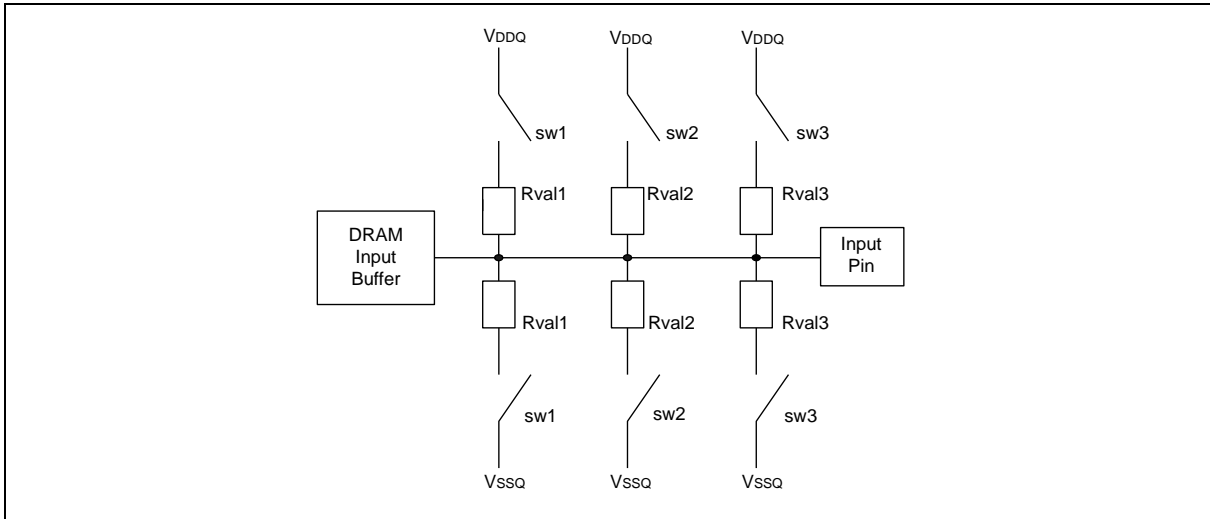 VDDQ VDDQ VDDQ
sw1 sw2 sw3
Rval1 Rval2 Rval3
DRAM
Input
Buffer
Input
Pin
Rval1 Rval2 Rval3
sw1 sw2 sw3
VSSQ VSSQ VSSQ